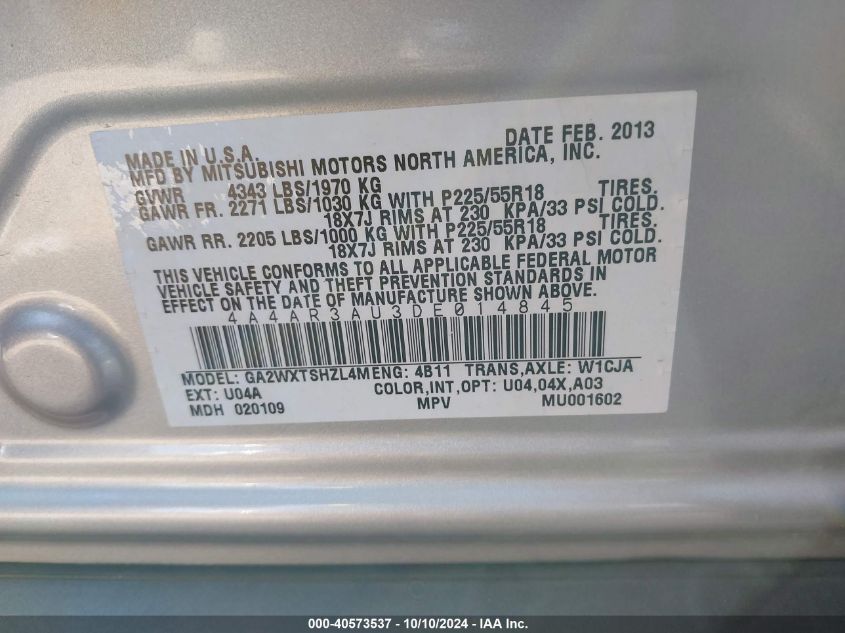 DATE FEB. 2013
MADE IN U.S.A.
MFD BY MITSUBISHI MOTORS NORTH AMERICA, INC.
GVWR 4343 LBS/1970 KG
GAWR FR. 2271 LBS/1030 KG WITH P225/55R18 TIRES.
18X7J RIMS AT 230 KPA/33 PSI COLD.
GAWR RR. 2205 LBS/1000 KG WITH P225/55R18 TIRES.
18X7J RIMS AT 230 KPA/33 PSI COLD.
THIS VEHICLE CONFORMS TO ALL APPLICABLE FEDERAL MOTOR
VEHICLE SAFETY AND THEFT PREVENTION STANDARDS IN
EFFECT ON THE DATE OF MANUFACTURE SHOWN ABOVE.
4A4AR3AU3DE014845
MODEL: GA2WXTSHZL4MENG: 4B11 TRANS,AXLE: W1CJA
EXT: U04A COLOR,INT,OPT: U04,04X,A03
MDH 020109 MPV MU001602
000-40573537 - 10/10/2024 - IAA Inc.